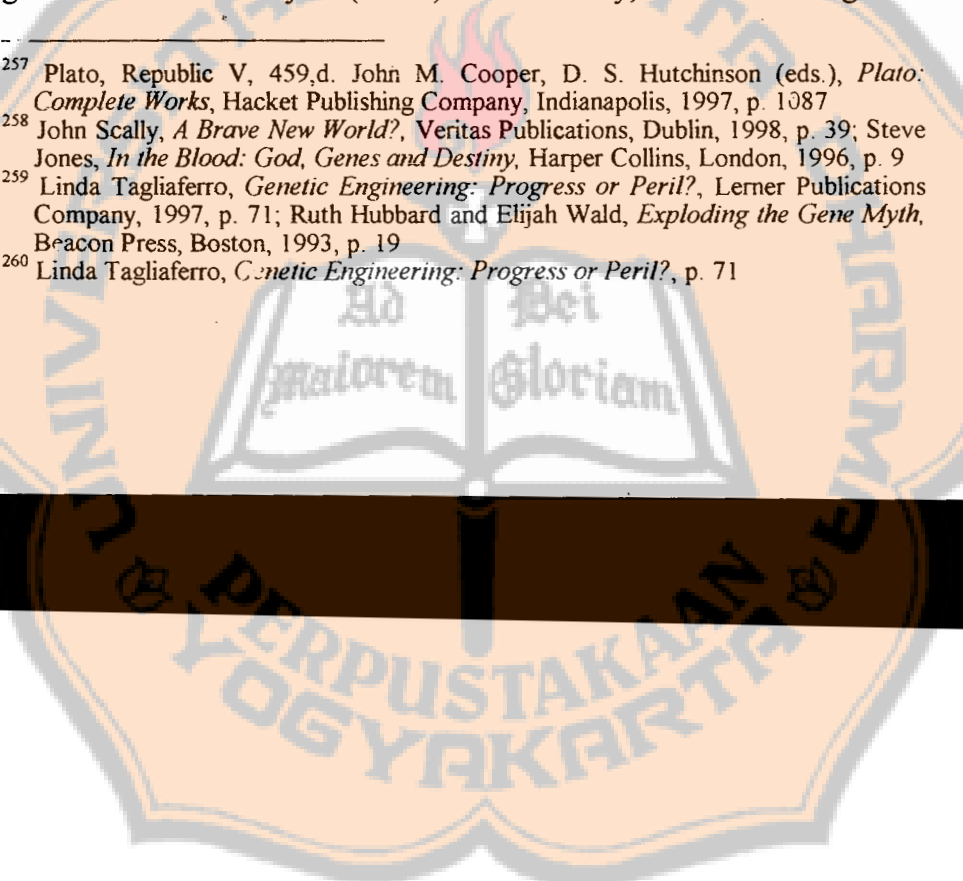 257 Plato, Republic V, 459,d. John M. Cooper, D. S. Hutchinson (eds.), Plato:
Complete Works, Hacket Publishing Company, Indianapolis, 1997, p. 1087
258 John Scally, A Brave New World?, Veritas Publications, Dublin, 1998, p. 39; Steve
Jones, In the Blood: God, Genes and Destiny, Harper Collins, London, 1996, p. 9
259 Linda Tagliaferro, Genetic Engineering: Progress or Peril?, Lerner Publications
Company, 1997, p. 71; Ruth Hubbard and Elijah Wald, Exploding the Gene Myth,
Beacon Press, Boston, 1993, p. 19
260 Linda Tagliaferro, Genetic Engineering: Progress or Peril?, p. 71
Ad Dei
maiorem Gloriam
PERPUSTAKAAN
YOGYAKARTA